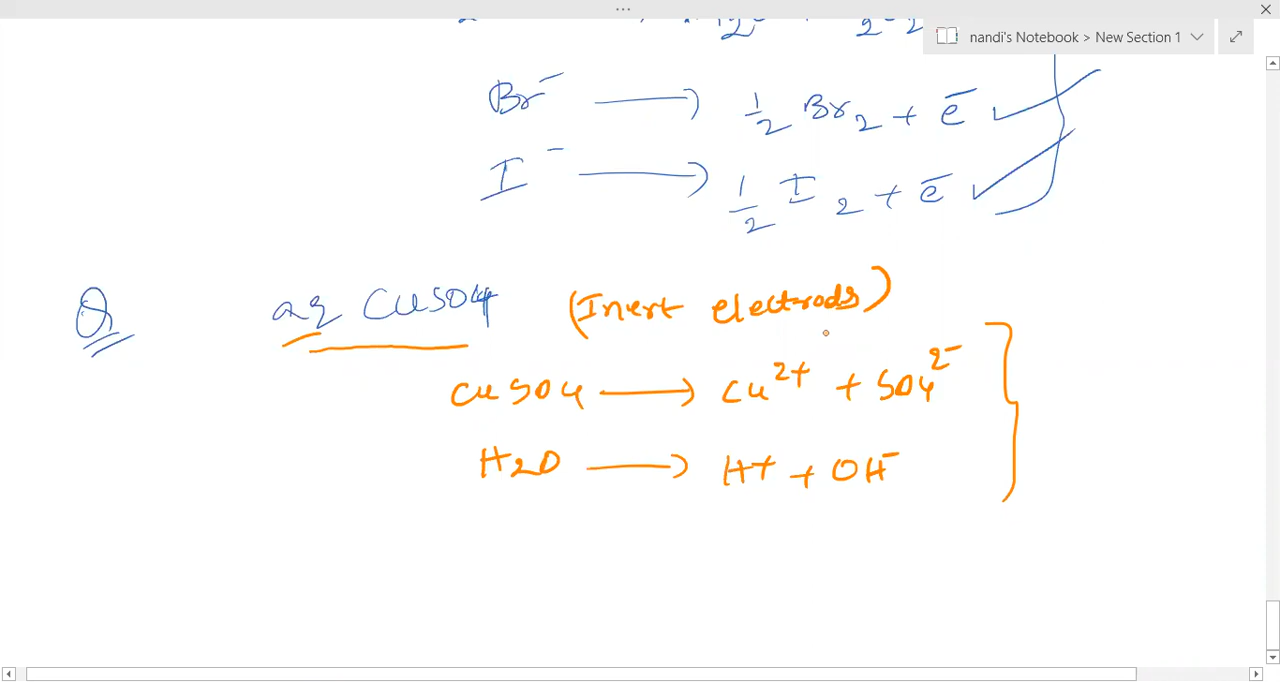 nandi's Notebook > New Section 1
Br⁻ → 1/2 Br₂ + e⁻ ✓
I⁻ → 1/2 I₂ + e⁻ ✓
Q aq CuSO4 (Inert electrods)
CuSO4 → Cu²⁺ + SO4²⁻
H2O → H+ + OH⁻